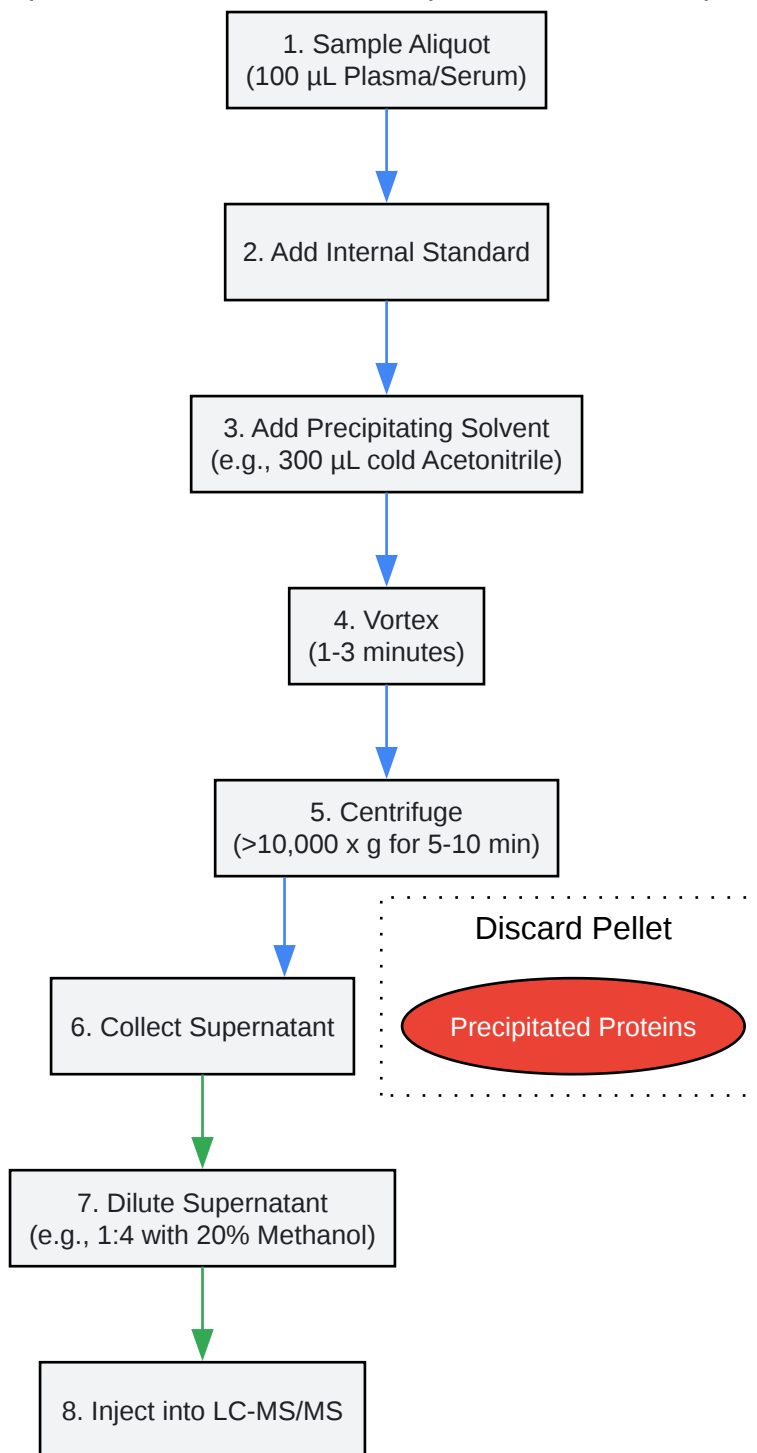 1. Sample Aliquot
(100 µL Plasma/Serum)
2. Add Internal Standard
3. Add Precipitating Solvent
(e.g., 300 µL cold Acetonitrile)
4. Vortex
(1-3 minutes)
5. Centrifuge
(>10,000 x g for 5-10 min)
Discard Pellet
6. Collect Supernatant
Precipitated Proteins
7. Dilute Supernatant
(e.g., 1:4 with 20% Methanol)
8. Inject into LC-MS/MS